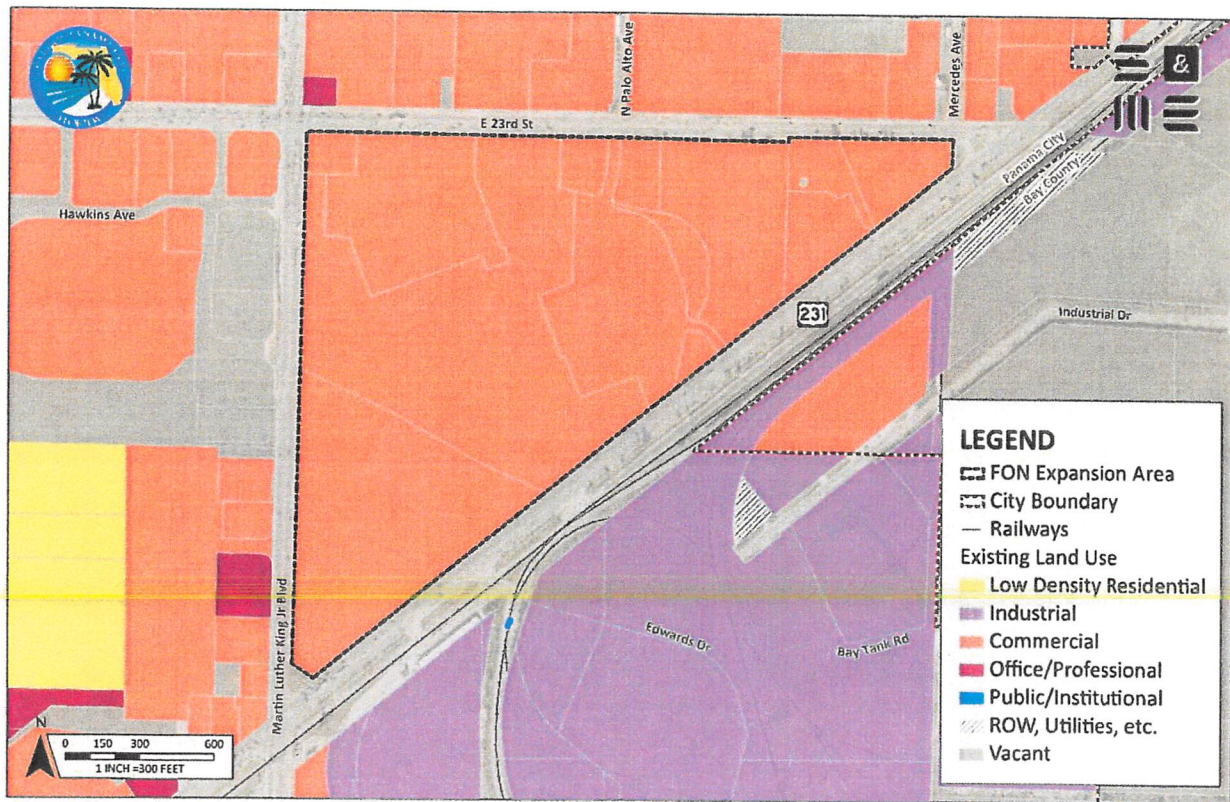 N Palo Alto Ave
Mercedes Ave
&
E 23rd St
FLORIDA
Panama City
Bay County
Hawkins Ave
231
Industrial Dr
LEGEND
FON Expansion Area
City Boundary
Railways
Existing Land Use
Low Density Residential
Industrial
Commercial
Office/Professional
Public/Institutional
ROW, Utilities, etc.
Vacant
Martin Luther King Jr Blvd
Edwards Dr
Bay Tank Rd
N
0 150 300 600
1 INCH =300 FEET